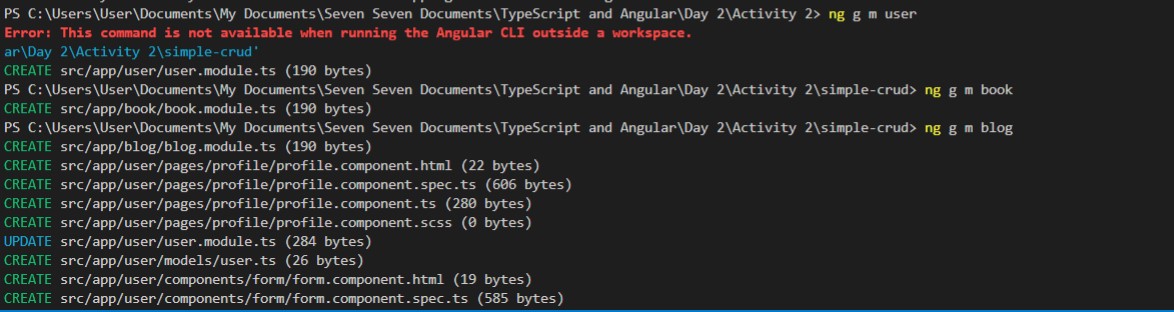 PS C:\Users\User\Documents\My Documents\Seven Seven Documents\TypeScript and Angular\Day 2\Activity 2> ng g m user
Error: This command is not available when running the Angular CLI outside a workspace.
ar\Day 2\Activity 2\simple-crud'
CREATE src/app/user/user.module.ts (190 bytes)
PS C:\Users\User\Documents\My Documents\Seven Seven Documents\TypeScript and Angular\Day 2\Activity 2\simple-crud> ng g m book
CREATE src/app/book/book.module.ts (190 bytes)
PS C:\Users\User\Documents\My Documents\Seven Seven Documents\TypeScript and Angular\Day 2\Activity 2\simple-crud> ng g m blog
CREATE src/app/blog/blog.module.ts (190 bytes)
CREATE src/app/user/pages/profile/profile.component.html (22 bytes)
CREATE src/app/user/pages/profile/profile.component.spec.ts (606 bytes)
CREATE src/app/user/pages/profile/profile.component.ts (280 bytes)
CREATE src/app/user/pages/profile/profile.component.scss (0 bytes)
UPDATE src/app/user/user.module.ts (284 bytes)
CREATE src/app/user/models/user.ts (26 bytes)
CREATE src/app/user/components/form/form.component.html (19 bytes)
CREATE src/app/user/components/form/form.component.spec.ts (585 bytes)